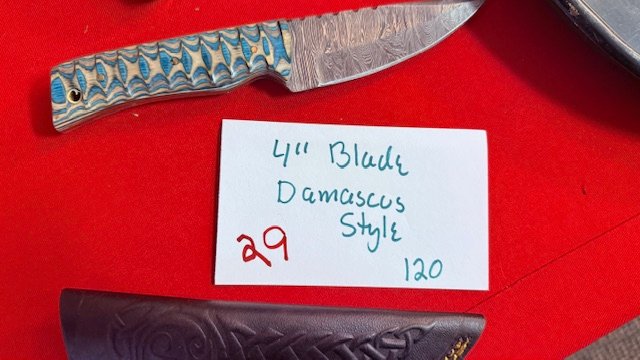 4" Blade
Damascus
Style
29
120